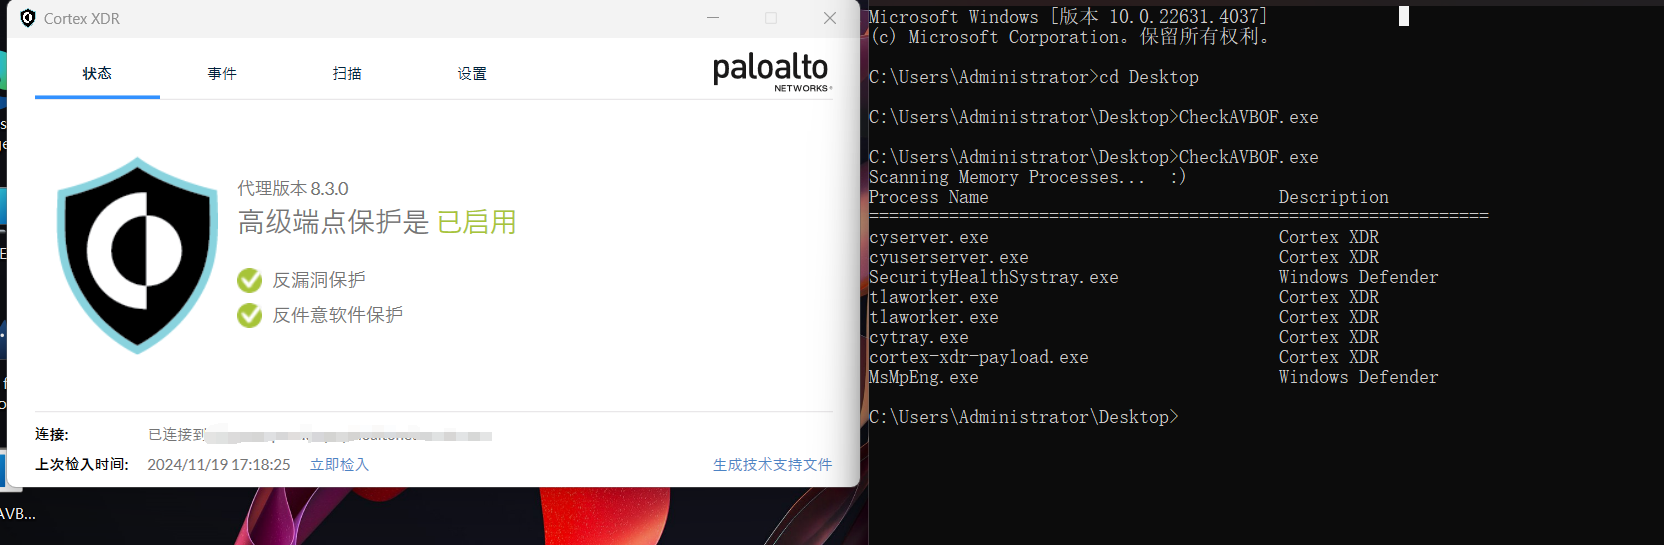 Cortex XDR
状态 事件 扫描 设置
paloalto
NETWORKS®
代理版本 8.3.0
高级端点保护是 已启用
反漏洞保护
反件意软件保护
连接: 已连接到
上次检入时间: 2024/11/19 17:18:25 立即检入 生成技术支持文件
AVB...
Microsoft Windows [版本 10.0.22631.4037]
(c) Microsoft Corporation。保留所有权利。
C:\Users\Administrator>cd Desktop
C:\Users\Administrator\Desktop>CheckAVBOF.exe
C:\Users\Administrator\Desktop>CheckAVBOF.exe
Scanning Memory Processes... :)
Process Name Description
==============================================================
cyserver.exe Cortex XDR
cyuserserver.exe Cortex XDR
SecurityHealthSystray.exe Windows Defender
tlaworker.exe Cortex XDR
tlaworker.exe Cortex XDR
cytray.exe Cortex XDR
cortex-xdr-payload.exe Cortex XDR
MsMpEng.exe Windows Defender
C:\Users\Administrator\Desktop>